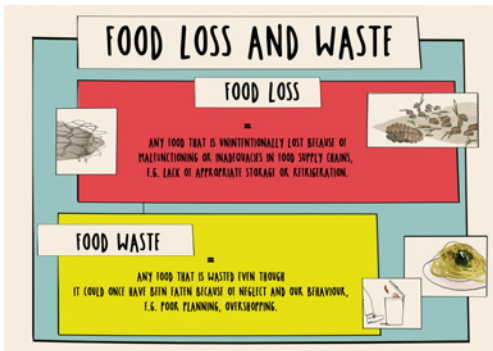 FOOD LOSS AND WASTE
FOOD LOSS
=
ANY FOOD THAT IS UNINTENTIONALLY LOST BECAUSE OF
MALFUNCTIONING OR INADEQUACIES IN FOOD SUPPLY CHAINS,
E.G. LACK OF APPROPRIATE STORAGE OR REFRIGERATION.
FOOD WASTE
=
ANY FOOD THAT IS WASTED EVEN THOUGH
IT COULD ONCE HAVE BEEN EATEN BECAUSE OF NEGLECT AND OUR BEHAVIOUR,
E.G. POOR PLANNING, OVERSHOPPING.